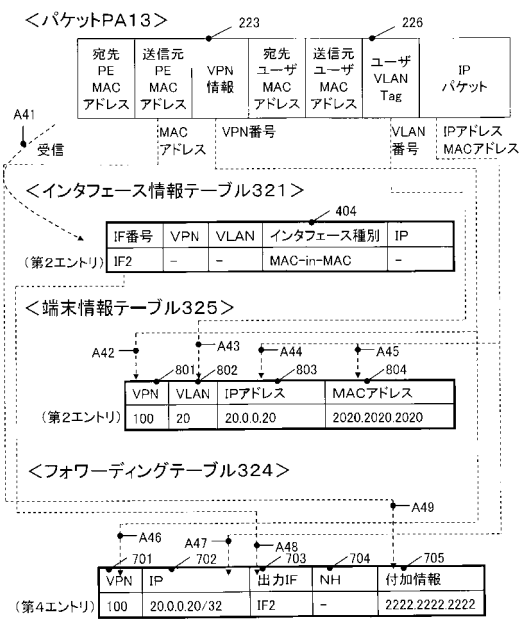 ＜パケットPA13＞
223
226
宛先 PE MAC アドレス
送信元 PE MAC アドレス
VPN 情報
宛先 ユーザ MAC アドレス
送信元 ユーザ MAC アドレス
ユーザ VLAN Tag
IP パケット
A41
受信
MAC アドレス
VPN番号
VLAN 番号
IPアドレス MACアドレス
＜インタフェース情報テーブル321＞
404
IF番号 VPN VLAN インタフェース種別 IP
(第2エントリ) IF2 - - MAC-in-MAC -
＜端末情報テーブル325＞
A42 A43 A44 A45
801 802 803 804
VPN VLAN IPアドレス MACアドレス
(第2エントリ) 100 20 20.0.0.20 2020.2020.2020
＜フォワーディングテーブル324＞
A49
A46 A47 A48
701 702 703 704 705
VPN IP 出力IF NH 付加情報
(第4エントリ) 100 20.0.0.20/32 IF2 - 2222.2222.2222